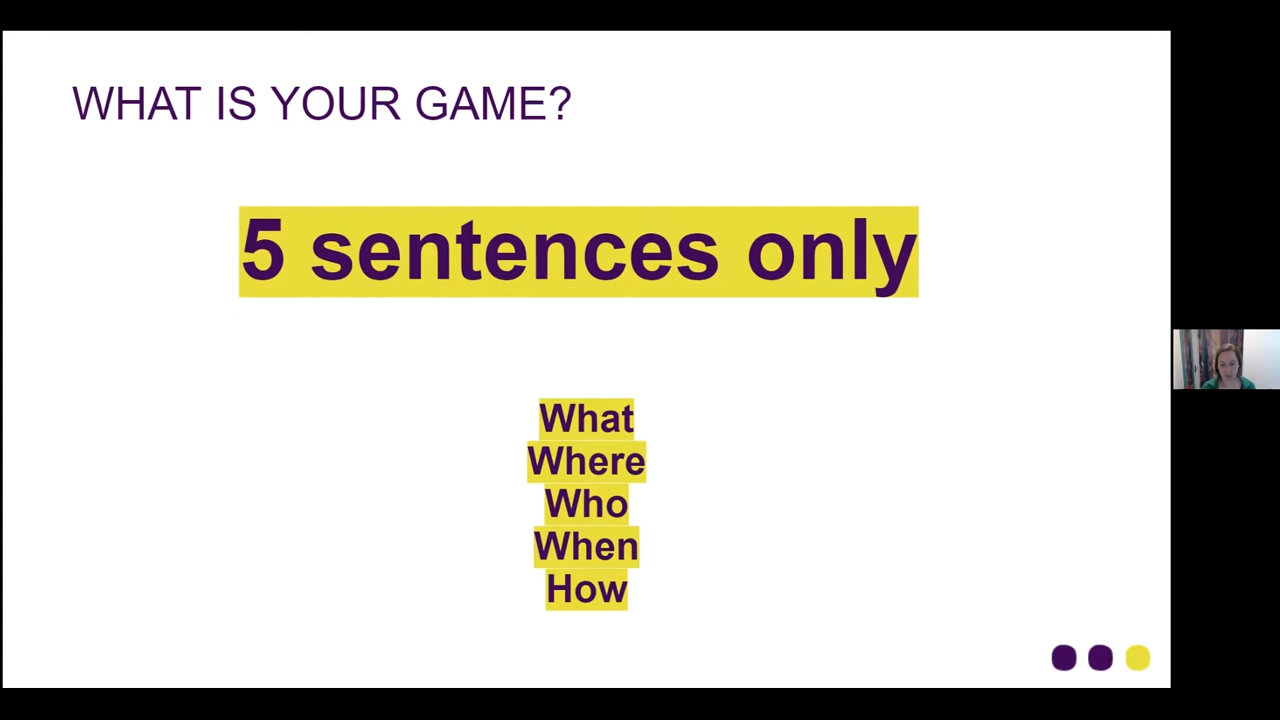 WHAT IS YOUR GAME?
5 sentences only
What
Where
Who
When
How